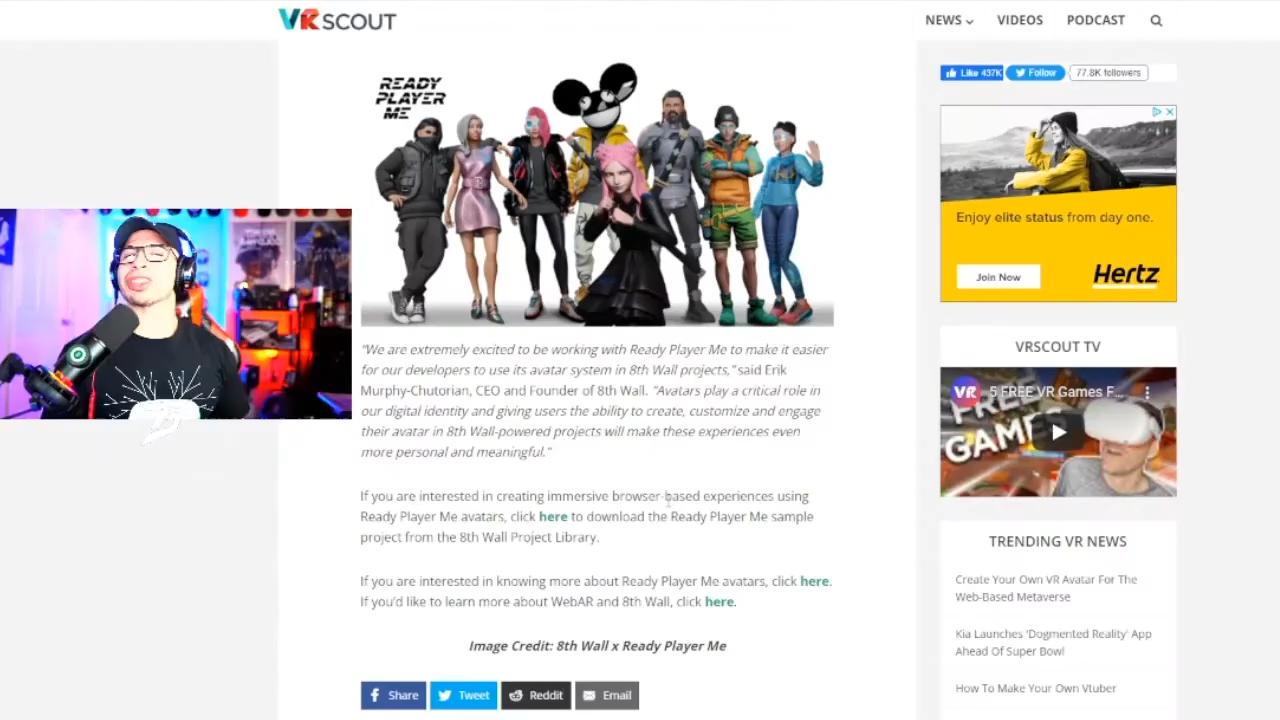 VRSCOUT
NEWS
VIDEOS
PODCAST
READY
PLAYER
ME
"We are extremely excited to be working with Ready Player Me to make it easier
for our developers to use its avatar system in 8th Wall projects," said Erik
Murphy-Chutorian, CEO and Founder of 8th Wall. "Avatars play a critical role in
our digital identity and giving users the ability to create, customize and engage
their avatar in 8th Wall-powered projects will make these experiences even
more personal and meaningful."
If you are interested in creating immersive browser-based experiences using
Ready Player Me avatars, click here to download the Ready Player Me sample
project from the 8th Wall Project Library.
If you are interested in knowing more about Ready Player Me avatars, click here.
If you'd like to learn more about WebAR and 8th Wall, click here.
Image Credit: 8th Wall x Ready Player Me
Share
Tweet
Reddit
Email
Like 437K
Follow
77.8K followers
Enjoy elite status from day one.
Join Now
Hertz
VRSCOUT TV
VR
5 FREE VR Games F...
FREE
GAMES
TRENDING VR NEWS
Create Your Own VR Avatar For The
Web-Based Metaverse
Kia Launches 'Dogmented Reality' App
Ahead Of Super Bowl
How To Make Your Own Vtuber